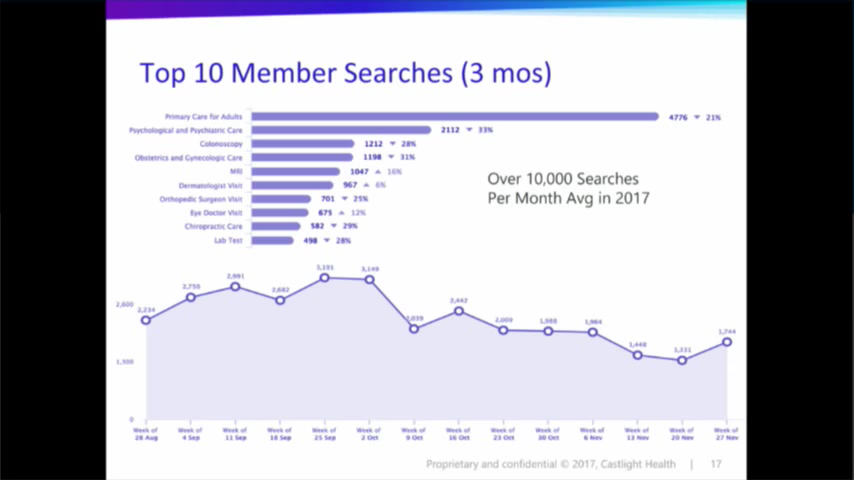 Top 10 Member Searches (3 mos)
Primary Care for Adults 4776 ▼ 21%
Psychological and Psychiatric Care 2112 ▼ 33%
Colonoscopy 1212 ▼ 28%
Obstetrics and Gynecologic Care 1198 ▼ 31%
MRI 1047 ▲ 16%
Dermatologist Visit 967 ▲ 6%
Orthopedic Surgeon Visit 701 ▼ 25%
Eye Doctor Visit 675 ▲ 12%
Chiropractic Care 582 ▼ 29%
Lab Test 498 ▼ 28%
Over 10,000 Searches
Per Month Avg in 2017
2,234 2,755 2,991 2,682 3,191 3,149 2,039 2,442 2,009 1,988 1,964 1,448 1,331 1,744
2,600
1,300
0
Week of 28 Aug
Week of 4 Sep
Week of 11 Sep
Week of 18 Sep
Week of 25 Sep
Week of 2 Oct
Week of 9 Oct
Week of 16 Oct
Week of 23 Oct
Week of 30 Oct
Week of 6 Nov
Week of 13 Nov
Week of 20 Nov
Week of 27 Nov
Proprietary and confidential © 2017, Castlight Health | 17